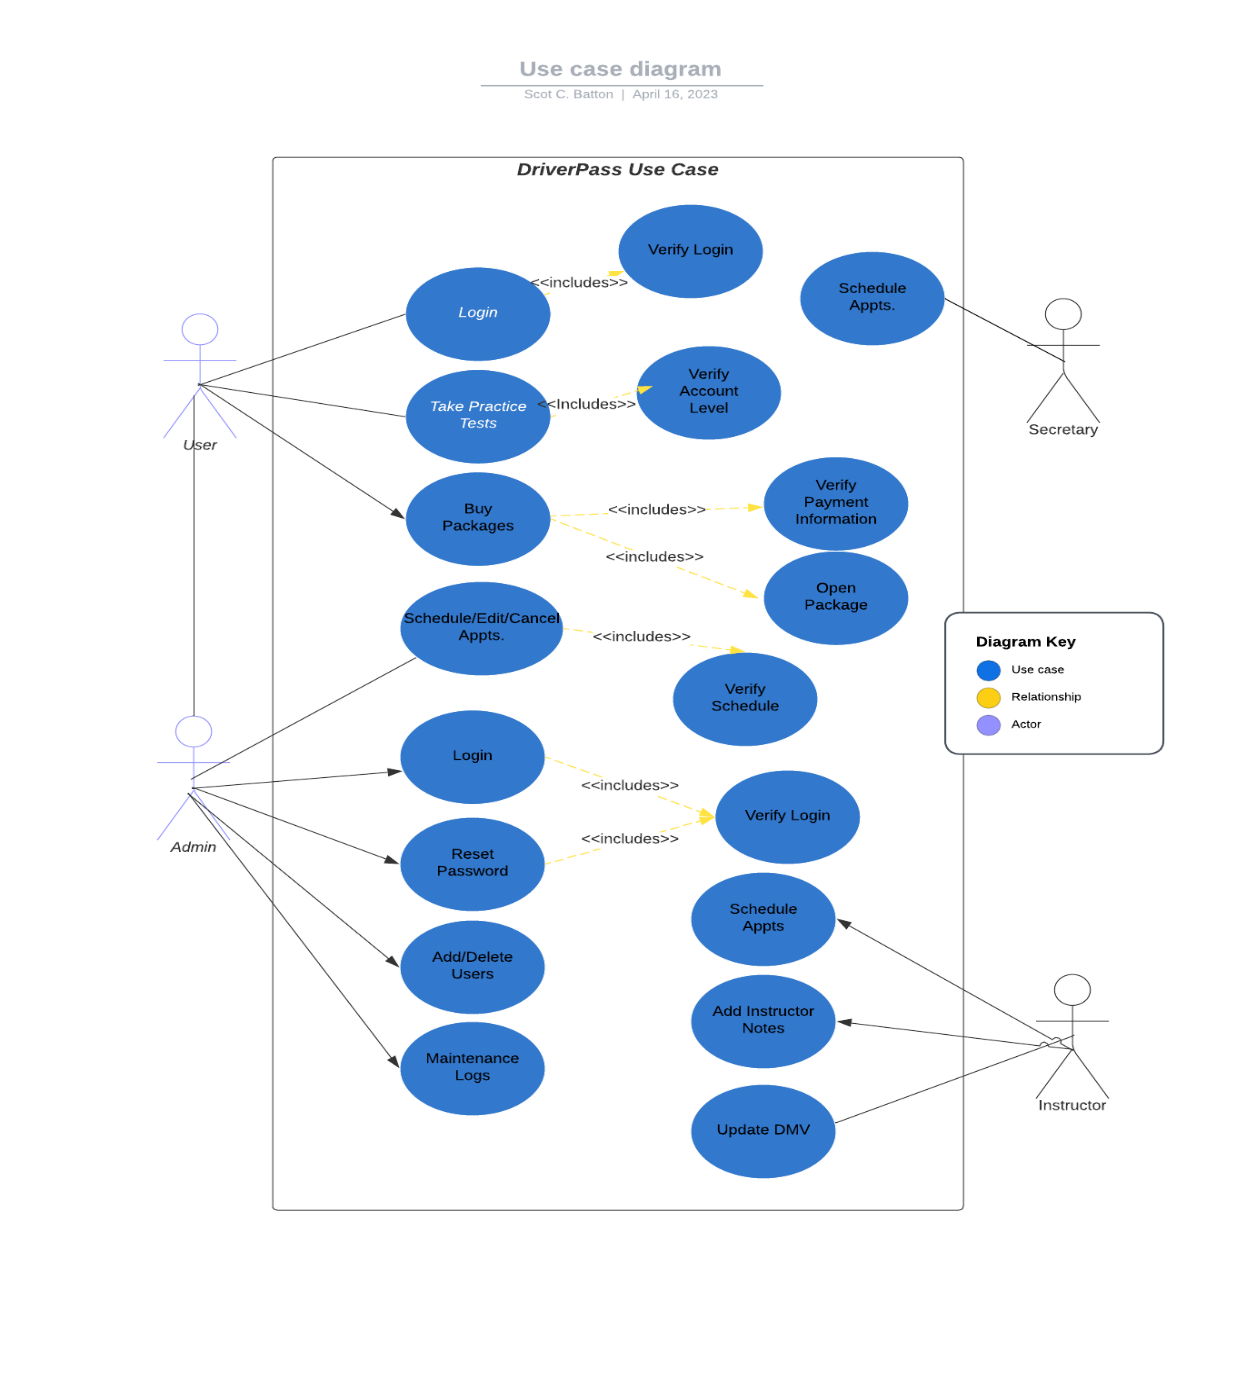 Use case diagram
Scot C. Batton | April 16, 2023
DriverPass Use Case
Verify Login
<<includes>>
Login
Schedule
Appts.
Verify
Account
Level
Take Practice
Tests
<<Includes>>
User
Secretary
Verify
Payment
Information
Buy
Packages
<<includes>>
<<includes>>
Open
Package
Schedule/Edit/Cancel
Appts.
<<includes>>
Verify
Schedule
Diagram Key
Use case
Relationship
Actor
Login
<<includes>>
Verify Login
<<includes>>
Admin
Reset
Password
Schedule
Appts
Add/Delete
Users
Add Instructor
Notes
Maintenance
Logs
Instructor
Update DMV